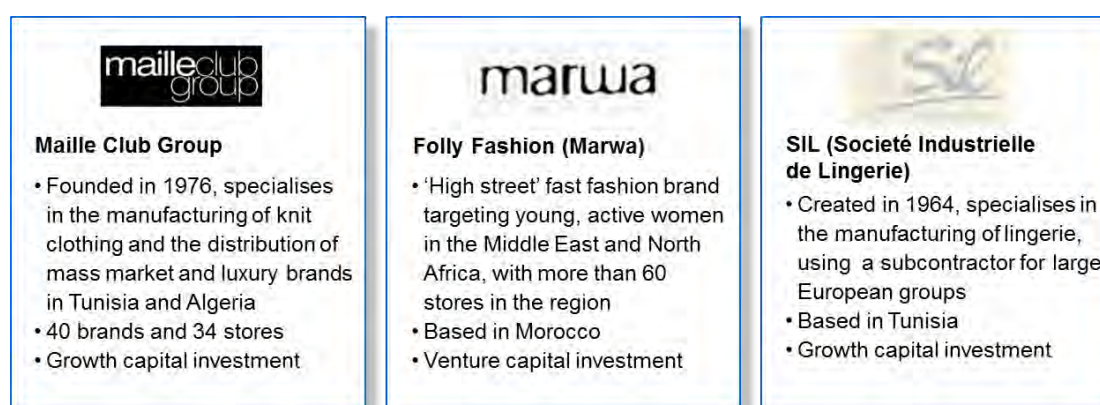 mailleclub
group
Maille Club Group
• Founded in 1976, specialises
in the manufacturing of knit
clothing and the distribution of
mass market and luxury brands
in Tunisia and Algeria
• 40 brands and 34 stores
• Growth capital investment
marwa
Folly Fashion (Marwa)
• ‘High street’ fast fashion brand
targeting young, active women
in the Middle East and North
Africa, with more than 60
stores in the region
• Based in Morocco
• Venture capital investment
Sil
SIL (Societé Industrielle
de Lingerie)
• Created in 1964, specialises in
the manufacturing of lingerie,
using a subcontractor for large
European groups
• Based in Tunisia
• Growth capital investment